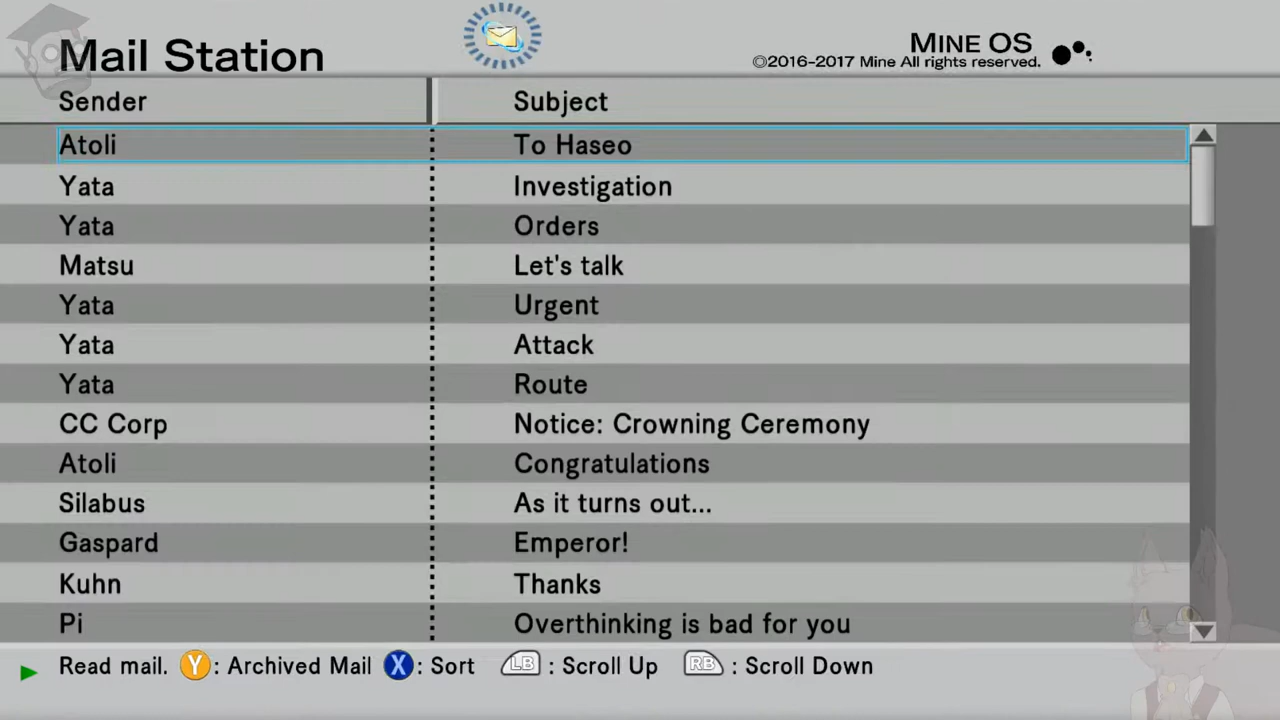 Mail Station
MINE OS
©2016-2017 Mine All rights reserved.
Sender Subject
Atoli To Haseo
Yata Investigation
Yata Orders
Matsu Let's talk
Yata Urgent
Yata Attack
Yata Route
CC Corp Notice: Crowning Ceremony
Atoli Congratulations
Silabus As it turns out...
Gaspard Emperor!
Kuhn Thanks
Pi Overthinking is bad for you
Read mail. Y: Archived Mail X: Sort LB : Scroll Up RB : Scroll Down